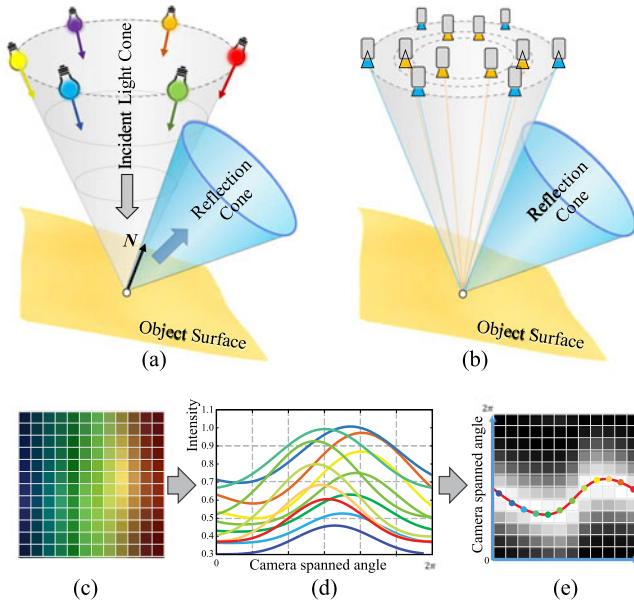 Incident Light Cone
Reflection
Cone
N
Object Surface
(a)
Reflection
Cone
Object Surface
(b)
(c)
Intensity
1.1
1.0
0.9
0.8
0.7
0.6
0.5
0.4
0.3
0
Camera spanned angle
2π
(d)
2π
Camera spanned angle
0
(e)